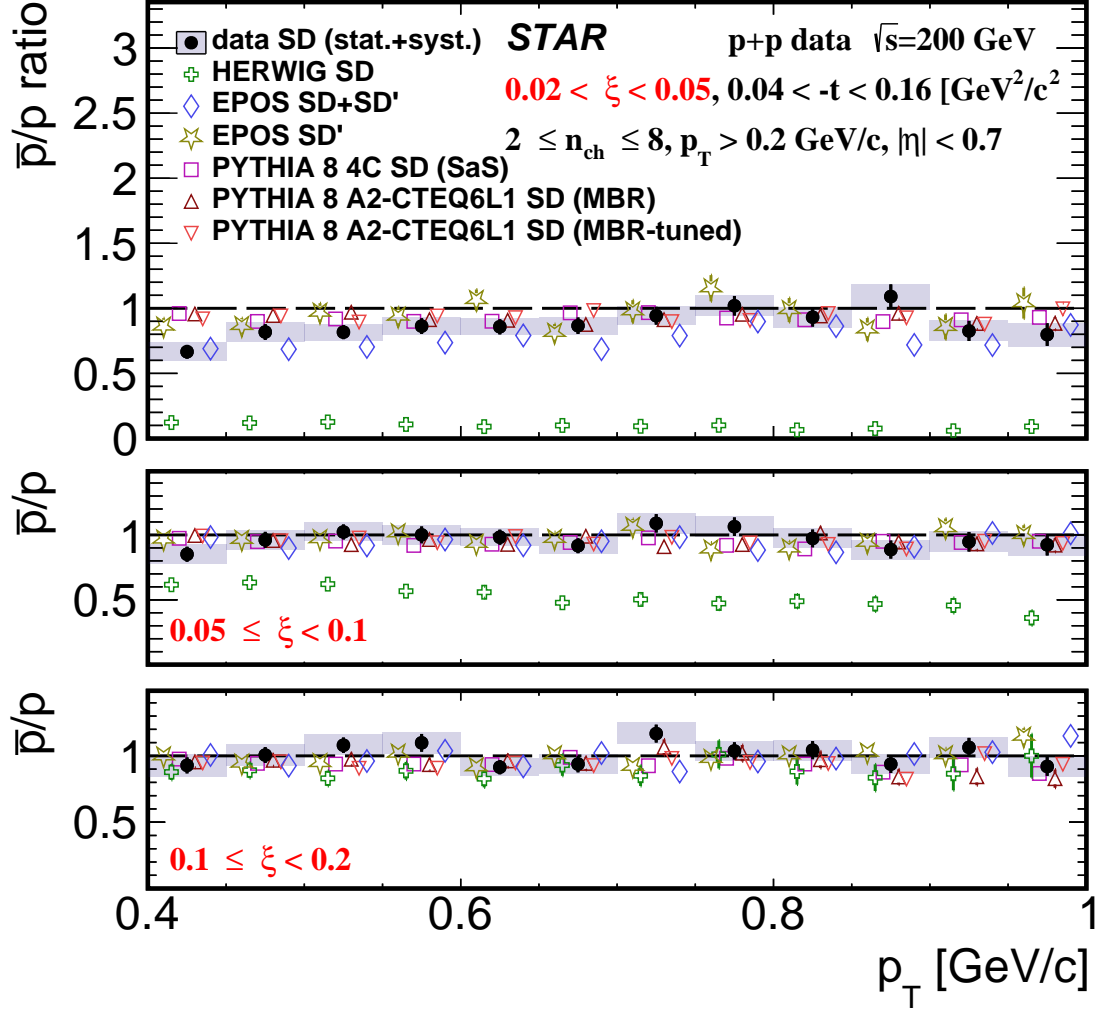 p̅/p ratio
3
2.5
2
1.5
1
0.5
0
data SD (stat.+syst.)
HERWIG SD
EPOS SD+SD'
EPOS SD'
PYTHIA 8 4C SD (SaS)
PYTHIA 8 A2-CTEQ6L1 SD (MBR)
PYTHIA 8 A2-CTEQ6L1 SD (MBR-tuned)
STAR p+p data √s=200 GeV
0.02 < ξ < 0.05, 0.04 < -t < 0.16 [GeV²/c²
2 ≤ n_ch ≤ 8, p_T > 0.2 GeV/c, |η| < 0.7
p̅/p
1
0.5
0.05 ≤ ξ < 0.1
p̅/p
1
0.5
0.1 ≤ ξ < 0.2
0.4 0.6 0.8 1
p_T [GeV/c]